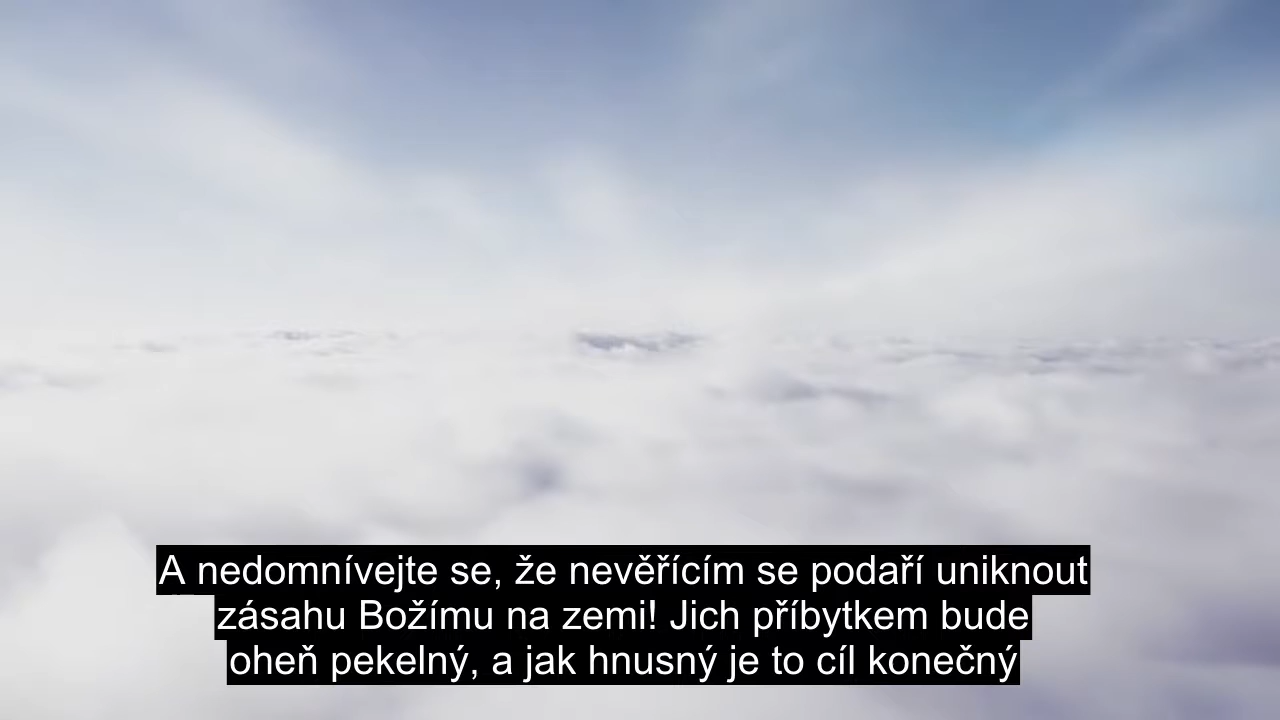 A nedomnívejte se, že nevěřícím se podaří uniknout
zásahu Božímu na zemi! Jich příbytkem bude
oheň pekelný, a jak hnusný je to cíl konečný